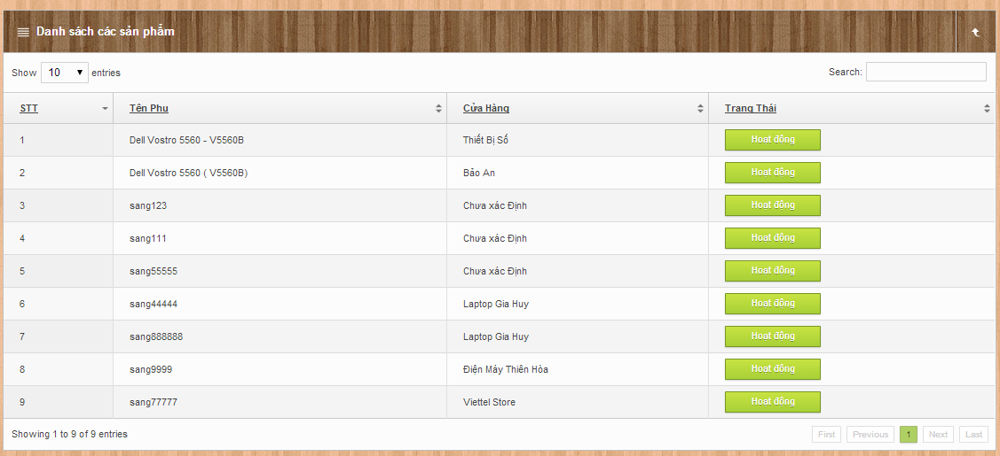 Danh sách các sản phẩm
Show 10 entries Search:
STT Tên Phu Cửa Hàng Trang Thái
1 Dell Vostro 5560 - V5560B Thiết Bị Số Hoạt động
2 Dell Vostro 5560 ( V5560B) Bảo An Hoạt động
3 sang123 Chưa xác Định Hoạt động
4 sang111 Chưa xác Định Hoạt động
5 sang55555 Chưa xác Định Hoạt động
6 sang44444 Laptop Gia Huy Hoạt động
7 sang888888 Laptop Gia Huy Hoạt động
8 sang9999 Điện Máy Thiên Hòa Hoạt động
9 sang77777 Viettel Store Hoạt động
Showing 1 to 9 of 9 entries First Previous 1 Next Last